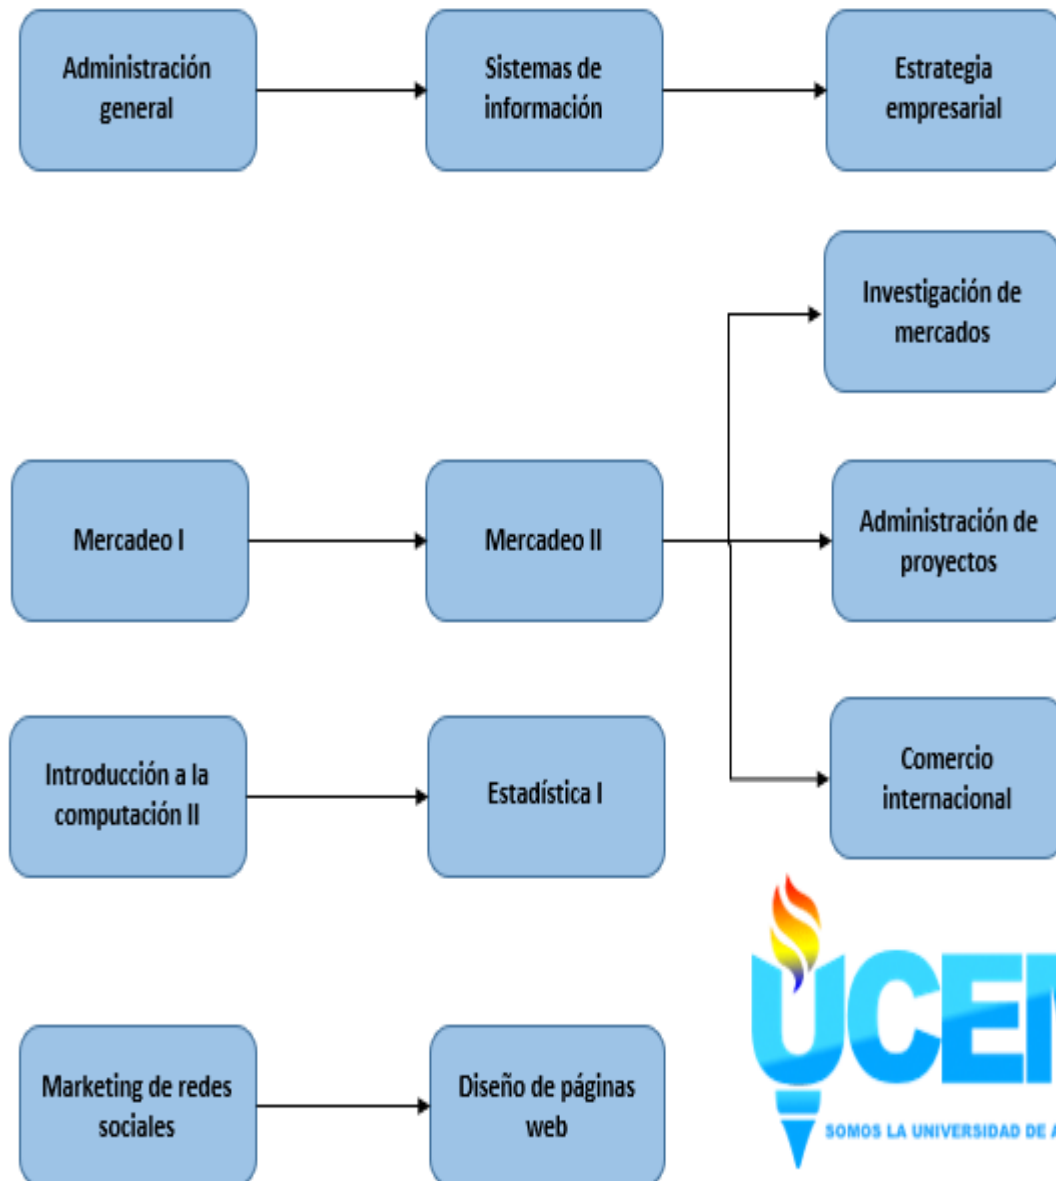 Administración
general
Sistemas de
información
Estrategia
empresarial
Investigación de
mercados
Mercadeo I
Mercadeo II
Administración de
proyectos
Introducción a la
computación II
Estadística I
Comercio
internacional
Marketing de redes
sociales
Diseño de páginas
web
SOMOS LA UNIVERSIDAD DE